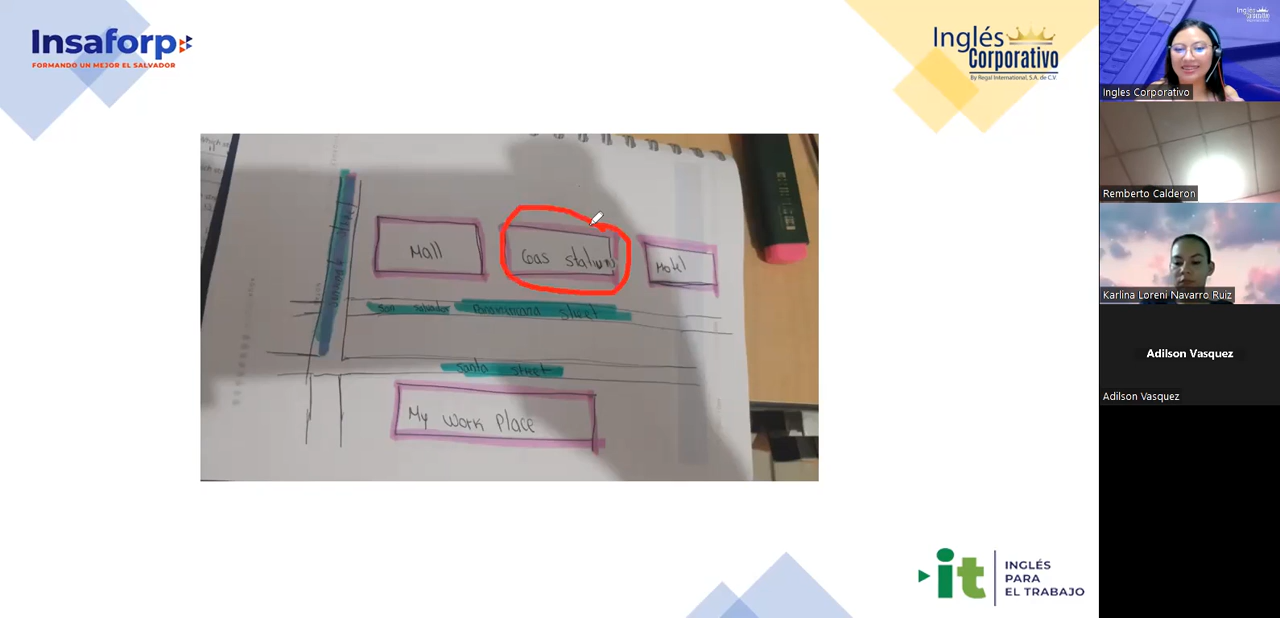 Insaforp
FORMANDO UN MEJOR EL SALVADOR
Inglés
Corporativo
By Regal International, S.A. de C.V.
Mall
Gas station
San Salvador
street
Santa street
My work place
it
INGLÉS
PARA
EL TRABAJO
Ingles Corporativo
Remberto Calderon
Karlina Loreni Navarro Ruiz
Adilson Vasquez
Adilson Vasquez